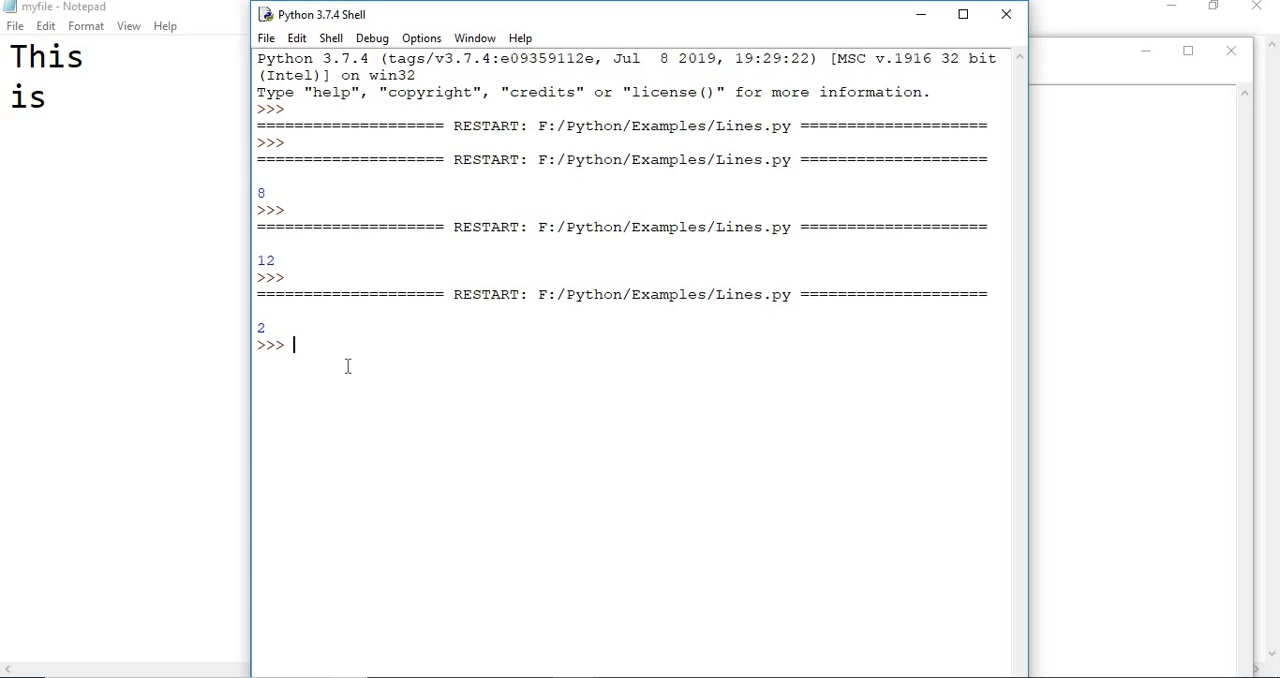 myfile - Notepad
File Edit Format View Help
This
is
Python 3.7.4 Shell
File Edit Shell Debug Options Window Help
Python 3.7.4 (tags/v3.7.4:e09359112e, Jul  8 2019, 19:29:22) [MSC v.1916 32 bit
(Intel)] on win32
Type "help", "copyright", "credits" or "license()" for more information.
>>>
==================== RESTART: F:/Python/Examples/Lines.py ====================
>>>
==================== RESTART: F:/Python/Examples/Lines.py ====================
8
>>>
==================== RESTART: F:/Python/Examples/Lines.py ====================
12
>>>
==================== RESTART: F:/Python/Examples/Lines.py ====================
2
>>>